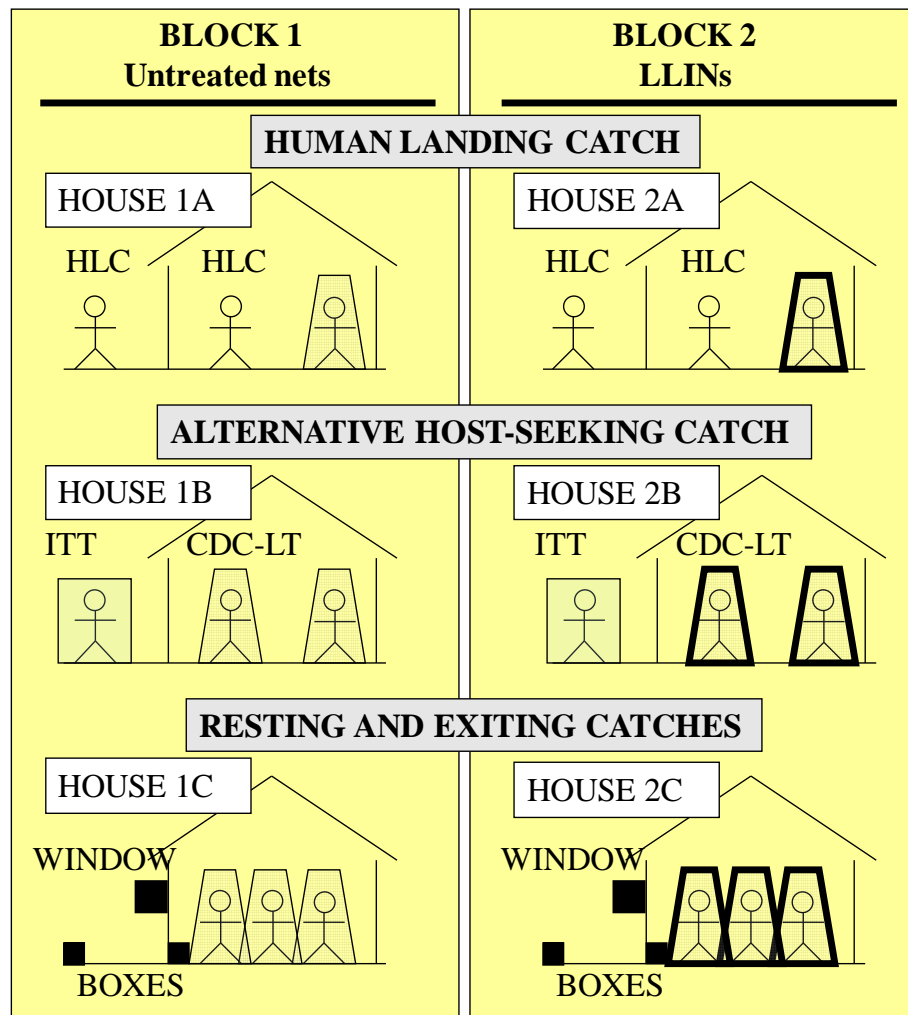 BLOCK 1
Untreated nets
BLOCK 2
LLINs
HUMAN LANDING CATCH
HOUSE 1A
HOUSE 2A
HLC
HLC
HLC
HLC
ALTERNATIVE HOST-SEEKING CATCH
HOUSE 1B
HOUSE 2B
ITT
CDC-LT
ITT
CDC-LT
RESTING AND EXITING CATCHES
HOUSE 1C
HOUSE 2C
WINDOW
WINDOW
BOXES
BOXES